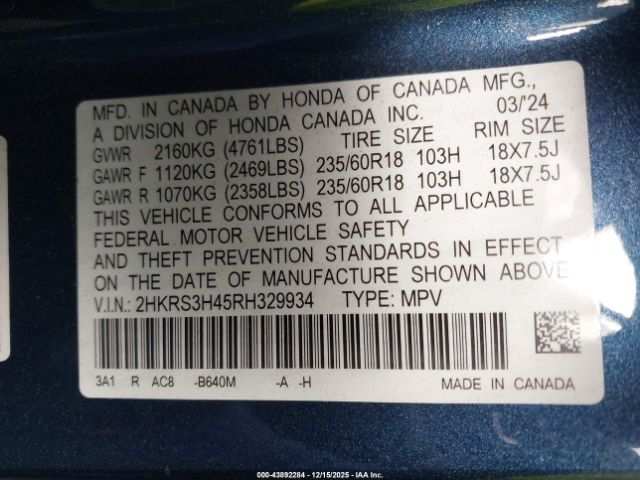 MFD. IN CANADA BY HONDA OF CANADA MFG.,
A DIVISION OF HONDA CANADA INC. 03/'24
GVWR 2160KG (4761LBS) TIRE SIZE RIM SIZE
GAWR F 1120KG (2469LBS) 235/60R18 103H 18X7.5J
GAWR R 1070KG (2358LBS) 235/60R18 103H 18X7.5J
THIS VEHICLE CONFORMS TO ALL APPLICABLE
FEDERAL MOTOR VEHICLE SAFETY
AND THEFT PREVENTION STANDARDS IN EFFECT
ON THE DATE OF MANUFACTURE SHOWN ABOVE.
V.I.N.: 2HKRS3H45RH329934 TYPE: MPV
3A1 R AC8 -B640M -A -H MADE IN CANADA
000-43892284 - 12/15/2025 - IAA Inc.